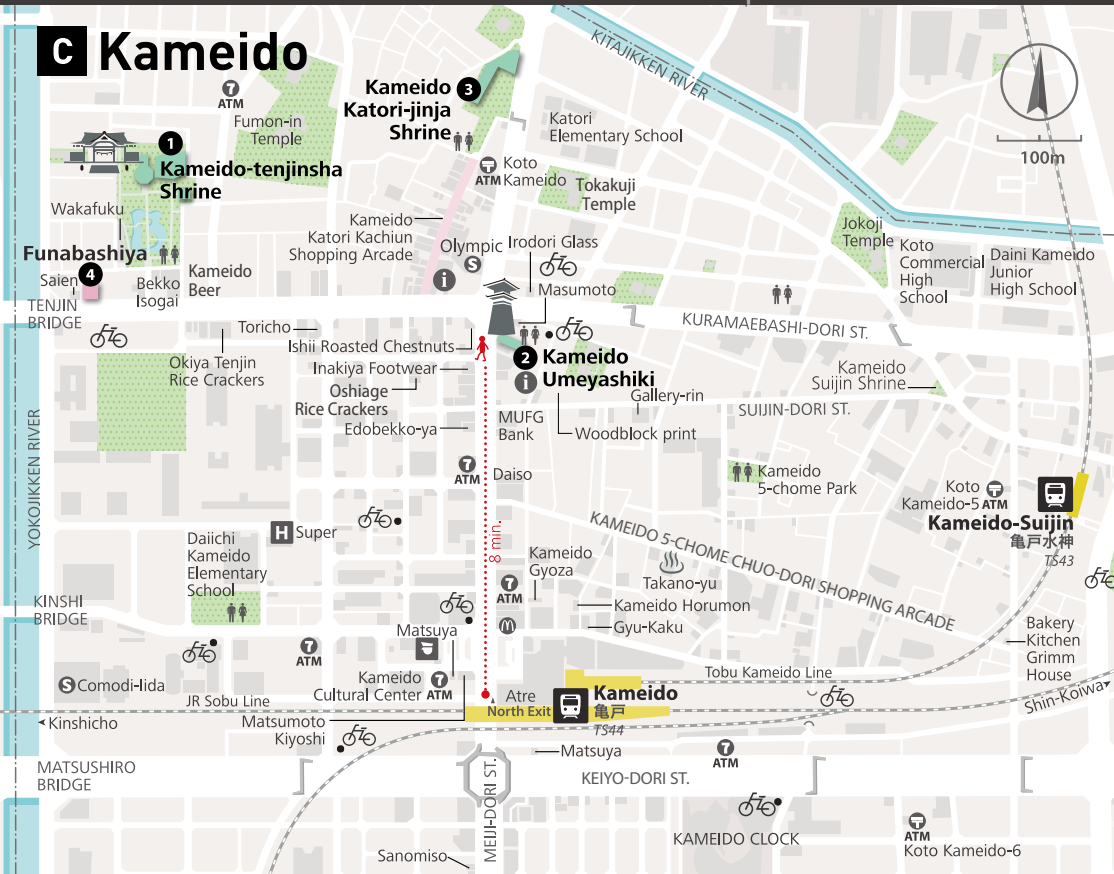 C Kameido
KITAJIKKEN RIVER
7
ATM
Fumon-in
Temple
Kameido 3
Katori-jinja
Shrine
Katori
Elementary School
100m
1
Kameido-tenjinsha
Shrine
ATM
Koto
Kameido
Tokakuji
Temple
Wakafuku
Kameido
Katori Kachiun
Shopping Arcade
Olympic
S
i
Irodori Glass
Masumoto
Jokoji
Temple
Koto
Commercial
High
School
Daini Kameido
Junior
High School
Funabashiya
4
Saien
Bekko
Isogai
Kameido
Beer
TENJIN
BRIDGE
KURAMAEBASHI-DORI ST.
Toricho
Ishii Roasted Chestnuts
Okiya Tenjin
Rice Crackers
Inakiya Footwear
Oshiage
Rice Crackers
Edobekko-ya
2 Kameido
i Umeyashiki
Gallery-rin
Kameido
Suijin Shrine
SUIJIN-DORI ST.
MUFG
Bank
Woodblock print
YOKOJIKKEN RIVER
7
ATM
Daiso
Kameido
5-chome Park
Koto
Kameido-5
ATM
Kameido-Suijin
亀戸水神
TS43
H Super
8 min.
KAMEIDO 5-CHOME CHUO-DORI SHOPPING ARCADE
Daiichi
Kameido
Elementary
School
Kameido
Gyoza
Takano-yu
7
ATM
Kameido Horumon
Gyu-Kaku
KINSHI
BRIDGE
Matsuya
7
ATM
Bakery
Kitchen
Grimm
House
S Comodi-Iida
Kameido
Cultural Center
7
ATM
Tobu Kameido Line
JR Sobu Line
Atre
North Exit
Kameido
亀戸
TS44
Shin-Koiwa
Kinshicho
Matsumoto
Kiyoshi
Matsuya
7
ATM
MATSUSHIRO
BRIDGE
MEIJI-DORI ST.
KEIYO-DORI ST.
KAMEIDO CLOCK
ATM
Koto Kameido-6
Sanomiso